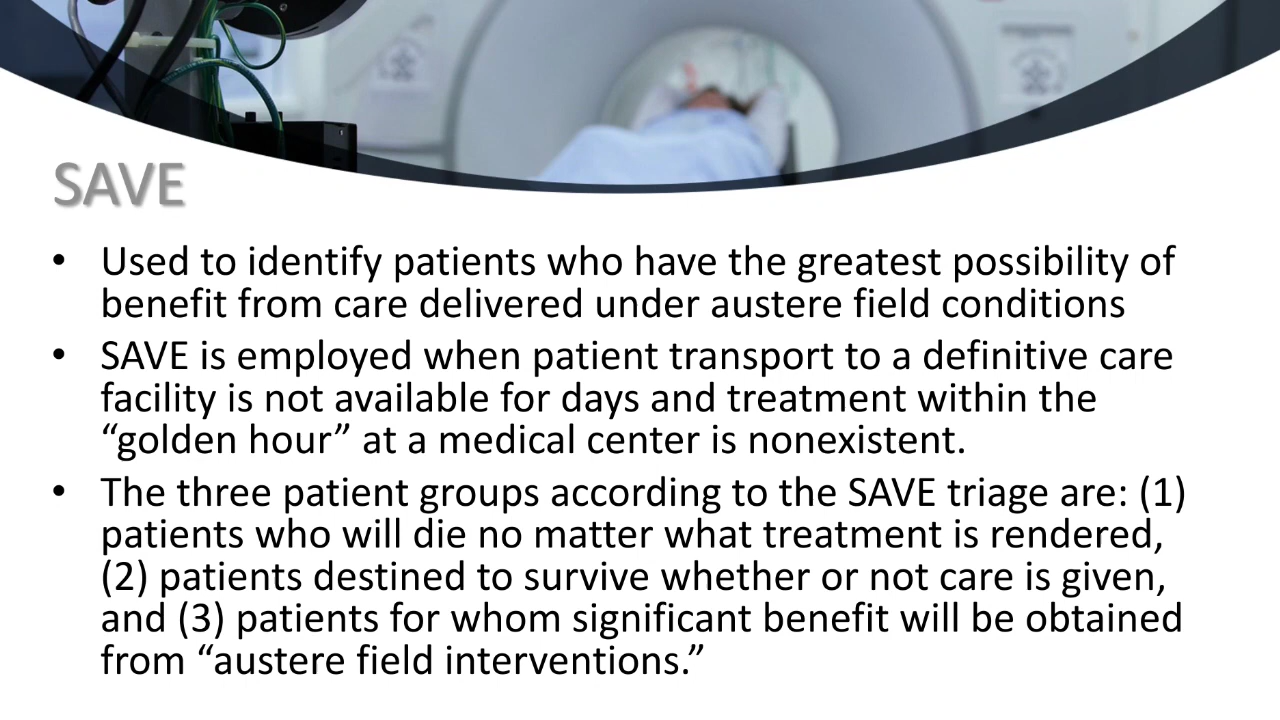 SAVE
• Used to identify patients who have the greatest possibility of
benefit from care delivered under austere field conditions
• SAVE is employed when patient transport to a definitive care
facility is not available for days and treatment within the
“golden hour” at a medical center is nonexistent.
• The three patient groups according to the SAVE triage are: (1)
patients who will die no matter what treatment is rendered,
(2) patients destined to survive whether or not care is given,
and (3) patients for whom significant benefit will be obtained
from “austere field interventions.”